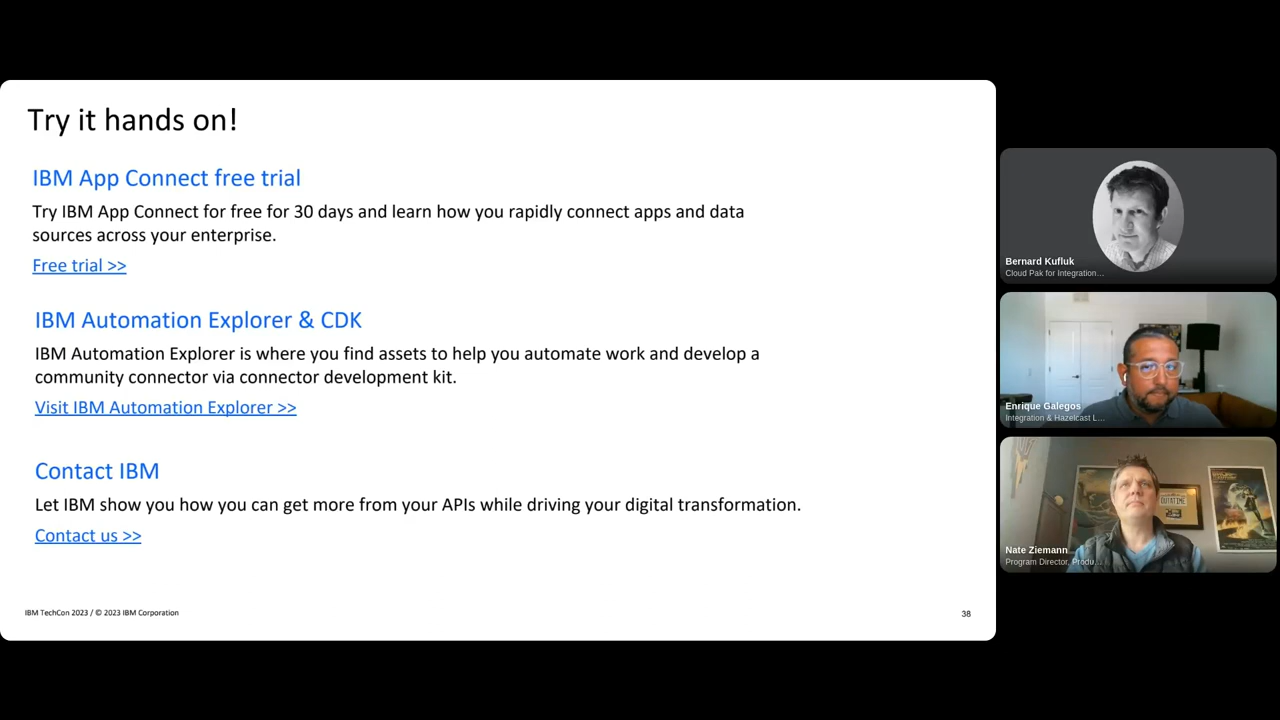 Try it hands on!
IBM App Connect free trial
Try IBM App Connect for free for 30 days and learn how you rapidly connect apps and data
sources across your enterprise.
Free trial >>
IBM Automation Explorer & CDK
IBM Automation Explorer is where you find assets to help you automate work and develop a
community connector via connector development kit.
Visit IBM Automation Explorer >>
Contact IBM
Let IBM show you how you can get more from your APIs while driving your digital transformation.
Contact us >>
IBM TechCon 2023 / © 2023 IBM Corporation
38
Bernard Kufluk
Cloud Pak for Integration...
Enrique Galegos
Integration & Hazelcast L...
OUTATIME
Nate Ziemann
Program Director, Produ...